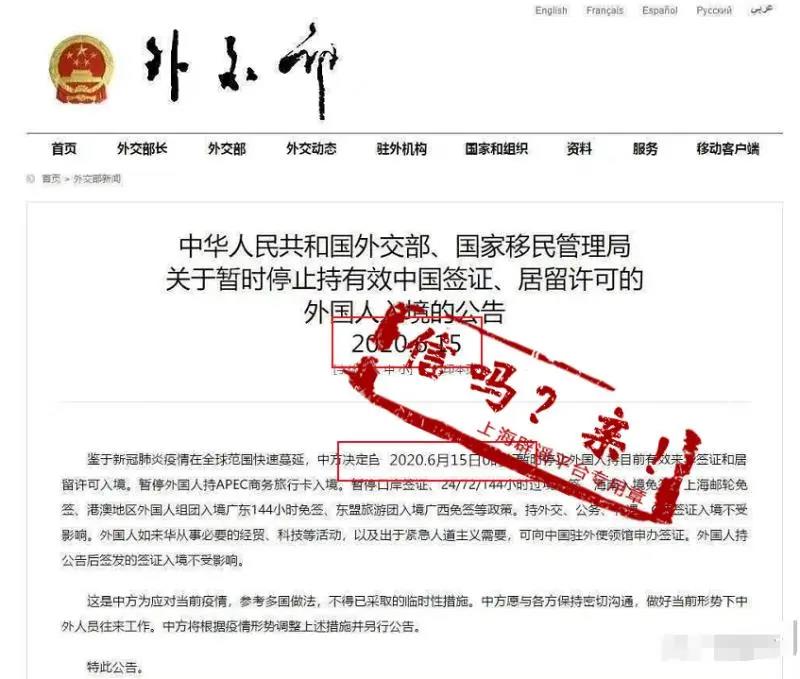 English Français Español Русский عربي
外交部
首页 外交部长 外交部 外交动态 驻外机构 国家和组织 资料 服务 移动客户端
首页 > 外交部新闻
中华人民共和国外交部、国家移民管理局
关于暂时停止持有效中国签证、居留许可的
外国人入境的公告
2020.6.15
信吗？亲！
上海辟谣平台专用章
鉴于新冠肺炎疫情在全球范围快速蔓延，中方决定自 2020.6月15日0 暂时停止外国人持目前有效来华签证和居
留许可入境。暂停外国人持APEC商务旅行卡入境。暂停口岸签证、24/72/144小时过境免签、海南入境免签、上海邮轮免
签、港澳地区外国人组团入境广东144小时免签、东盟旅游团入境广西免签等政策。持外交、公务、礼遇、C字签证入境不受
影响。外国人如来华从事必要的经贸、科技等活动，以及出于紧急人道主义需要，可向中国驻外使领馆申办签证。外国人持
公告后签发的签证入境不受影响。
这是中方为应对当前疫情，参考多国做法，不得已采取的临时性措施。中方愿与各方保持密切沟通，做好当前形势下中
外人员往来工作。中方将根据疫情形势调整上述措施并另行公告。
特此公告。